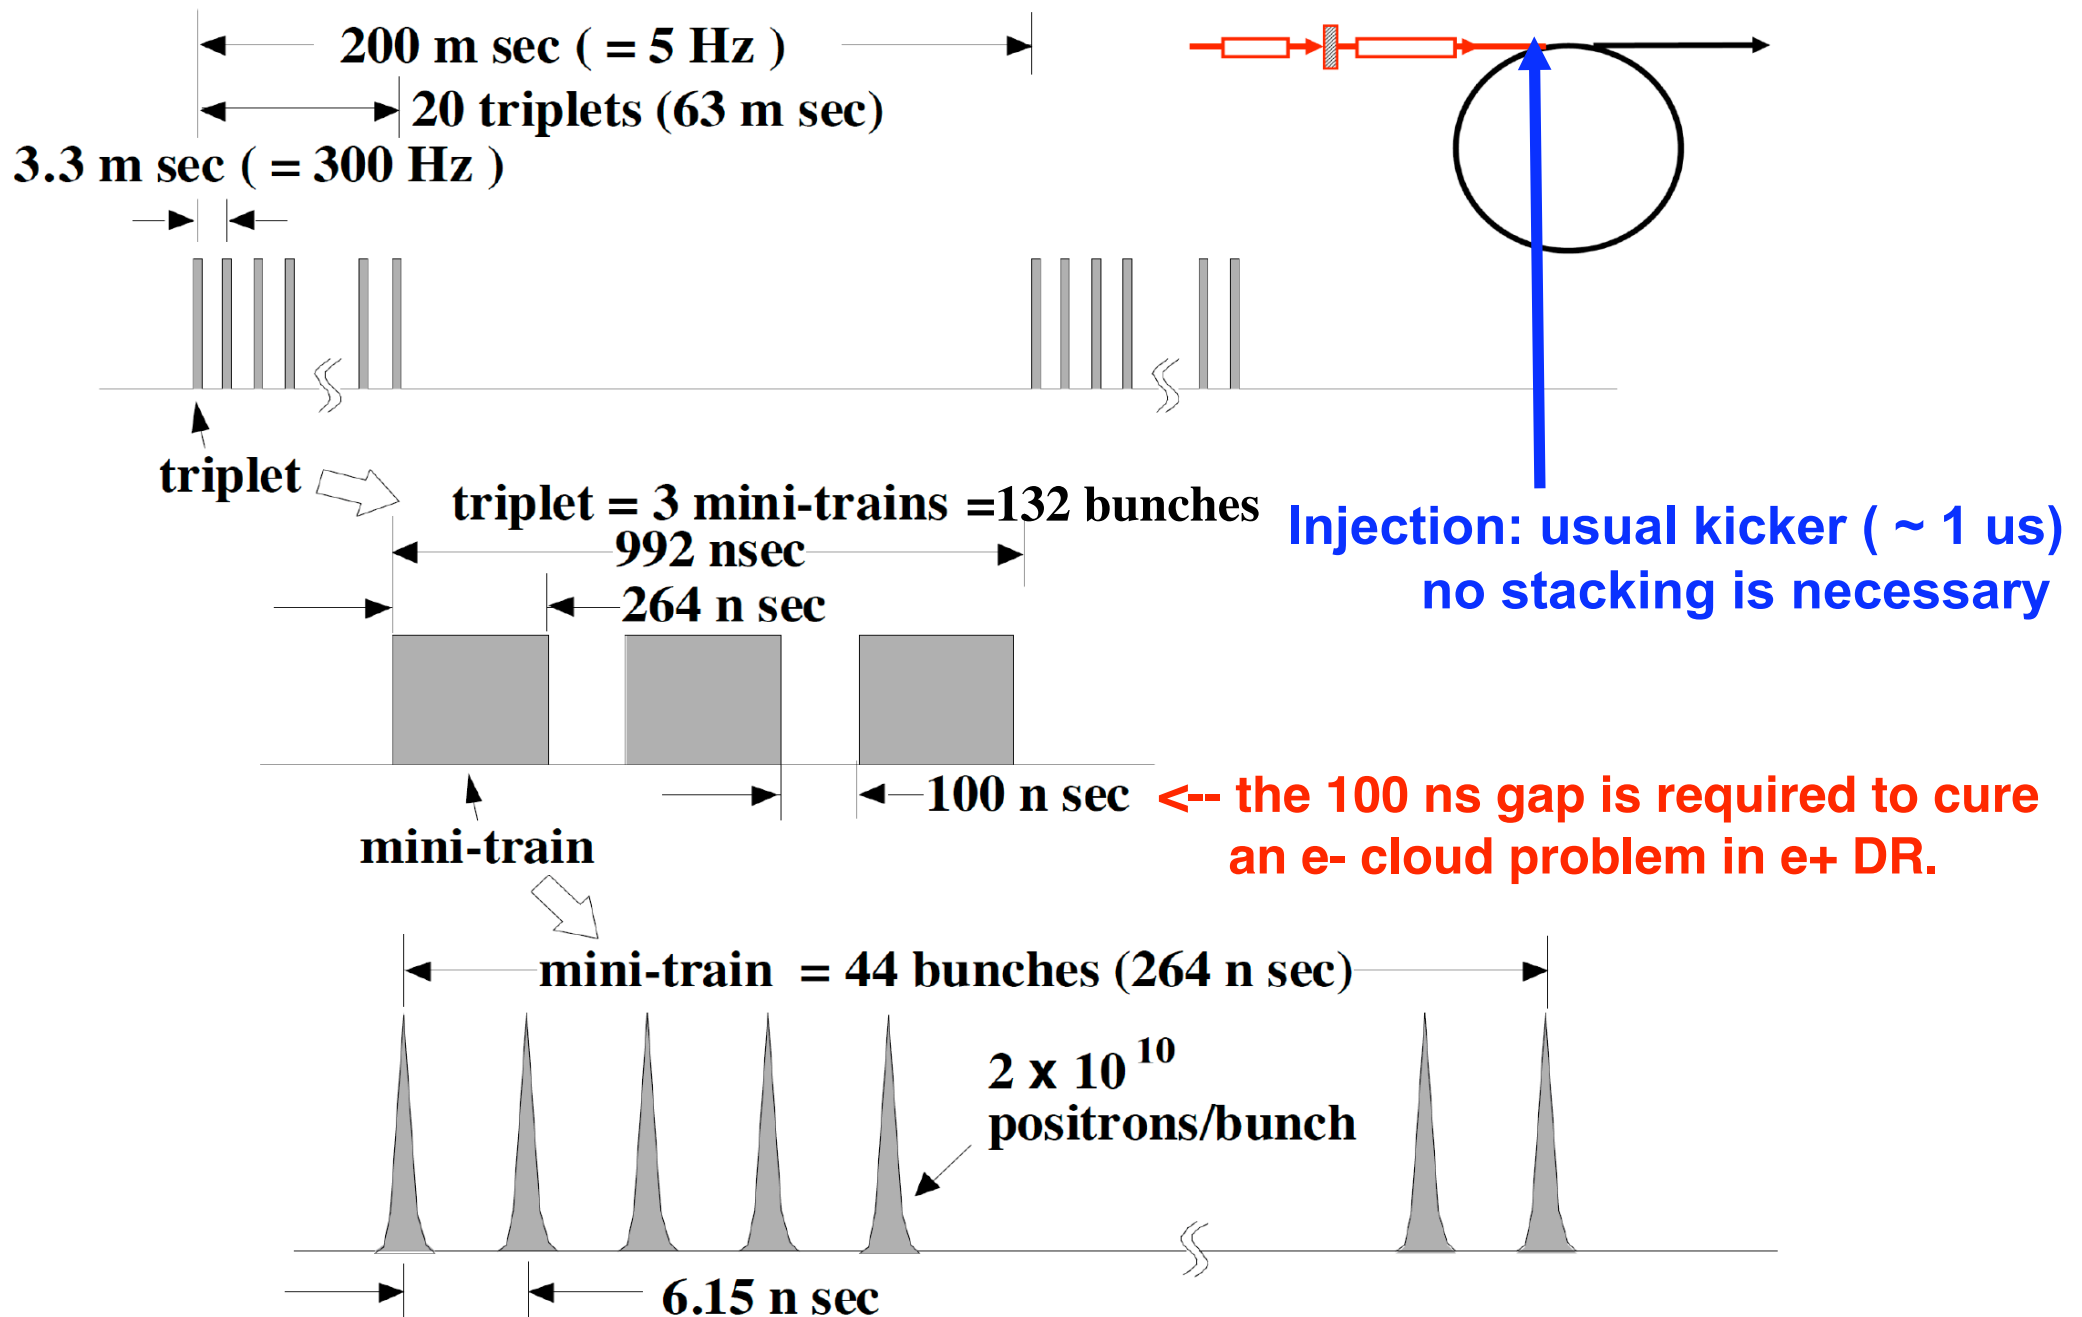 200 m sec ( = 5 Hz )
20 triplets (63 m sec)
3.3 m sec ( = 300 Hz )
triplet
triplet = 3 mini-trains =132 bunches
992 nsec
264 n sec
Injection: usual kicker ( ~ 1 us)
no stacking is necessary
100 n sec <-- the 100 ns gap is required to cure
an e- cloud problem in e+ DR.
mini-train
mini-train = 44 bunches (264 n sec)
2 x 10 10
positrons/bunch
6.15 n sec